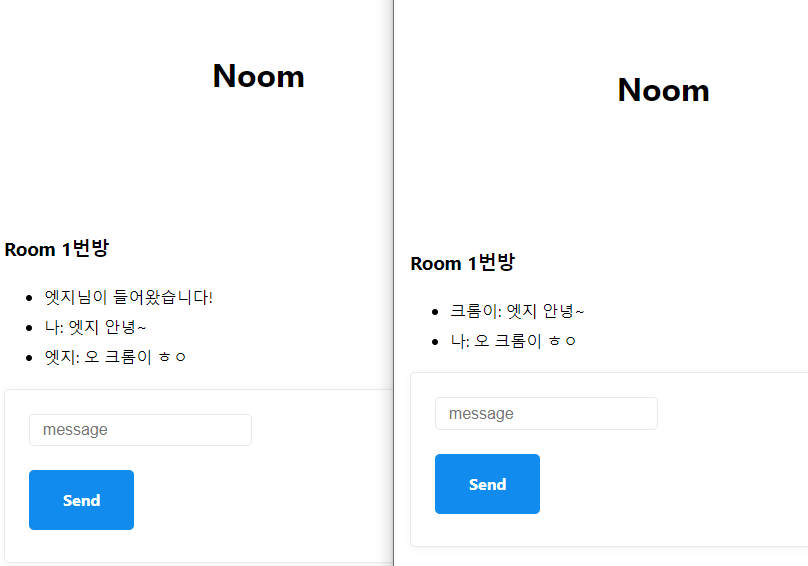 Noom
Room 1번방
엣지님이 들어왔습니다!
나: 엣지 안녕~
엣지: 오 크롬이 ㅎㅇ
message
Send
Noom
Room 1번방
크롬이: 엣지 안녕~
나: 오 크롬이 ㅎㅇ
message
Send